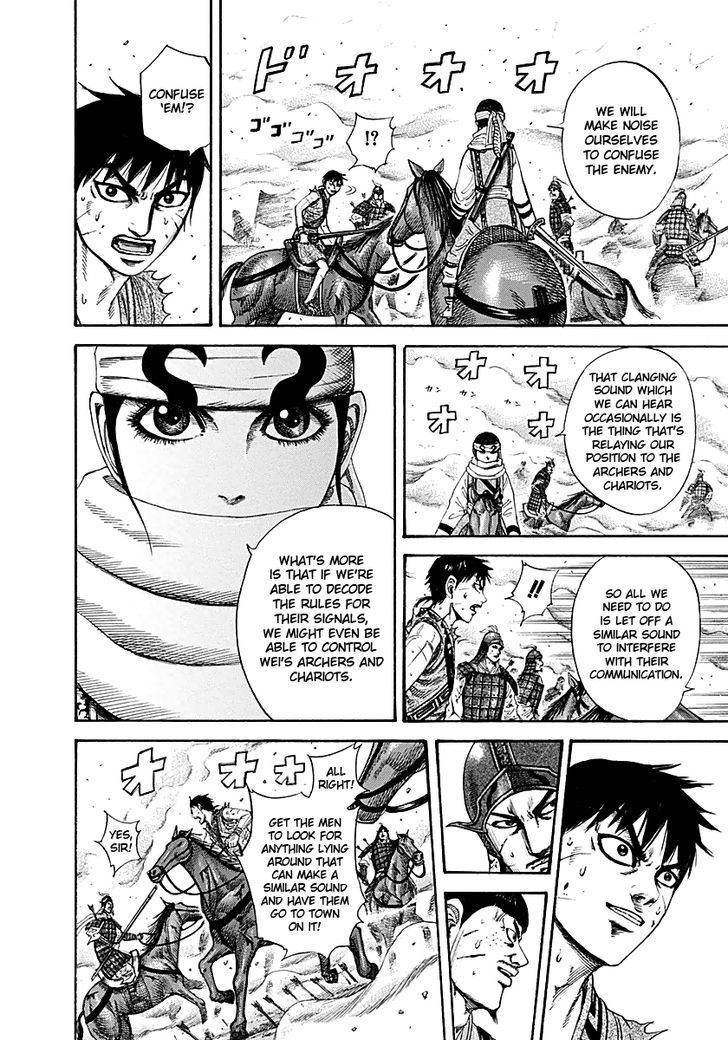 WE WILL
MAKE NOISE
OURSELVES
TO CONFUSE
THE ENEMY.
ドオオオ
ゴゴゴゴゴ
!?
CONFUSE
'EM!?
THAT CLANGING
SOUND WHICH
WE CAN HEAR
OCCASIONALLY IS
THE THING THAT'S
RELAYING OUR
POSITION TO THE
ARCHERS AND
CHARIOTS.
オオオオ
SO ALL WE
NEED TO DO
IS LET OFF A
SIMILAR SOUND
TO INTERFERE
WITH THEIR
COMMUNICATION.
!!
WHAT'S MORE
IS THAT IF WE'RE
ABLE TO DECODE
THE RULES FOR
THEIR SIGNALS,
WE MIGHT EVEN BE
ABLE TO CONTROL
WEI'S ARCHERS AND
CHARIOTS.
ALL
RIGHT!
GET THE MEN
TO LOOK FOR
ANYTHING LYING
AROUND THAT
CAN MAKE A
SIMILAR SOUND
AND HAVE THEM
GO TO TOWN
ON IT!
オオオオ
YES,
SIR!